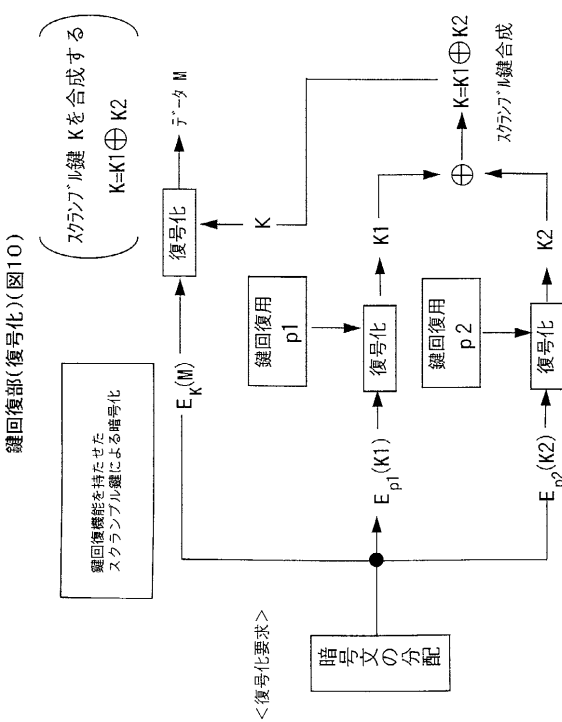 鍵回復部(復号化)(図10)
鍵回復機能を持たせた
スクランブル鍵による暗号化
スクランブル鍵 Kを合成する
K=K1⊕K2
<復号化要求>
暗号文の分配
E_K(M)
復号化
データ M
K
鍵回復用
p1
E_p1(K1)
復号化
K1
鍵回復用
p2
E_p2(K2)
復号化
K2
⊕
K=K1⊕K2
スクランブル鍵合成